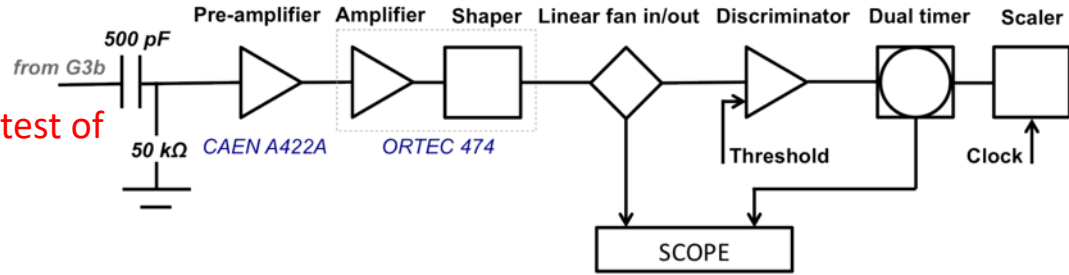 Pre-amplifier Amplifier Shaper Linear fan in/out Discriminator Dual timer Scaler
500 pF
from G3b
test of
50 kΩ
CAEN A422A
ORTEC 474
Threshold
Clock
SCOPE